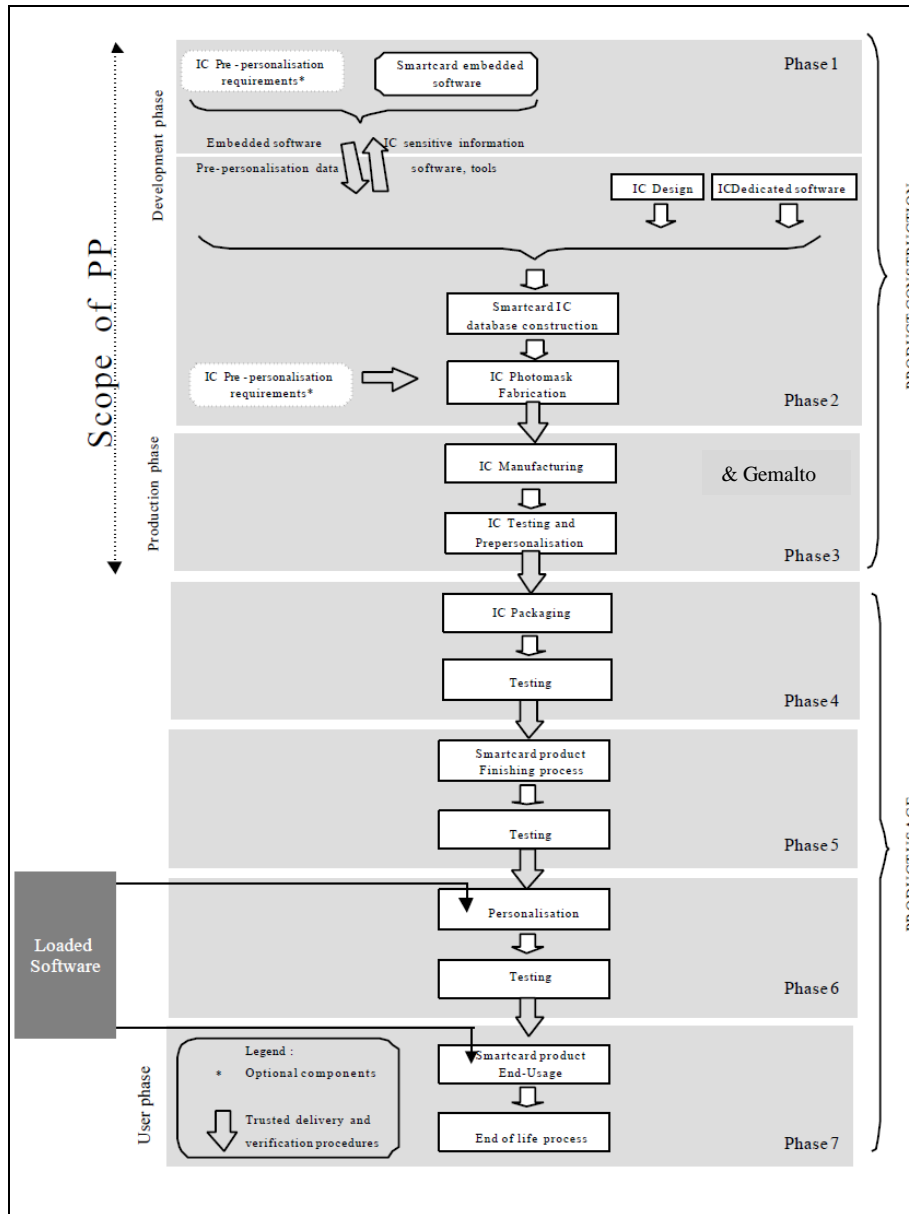 Scope of PP
Development phase
IC Pre - personalisation
requirements*
Smartcard embedded
software
Phase 1
Embedded software
IC sensitive information
Pre-personalisation data
software, tools
IC Design
ICDedicated software
Smartcard IC
database construction
IC Pre - personalisation
requirements*
IC Photomask
Fabrication
Phase 2
PRODUCT CONSTRUCTION
Production phase
IC Manufacturing
& Gemalto
IC Testing and
Prepersonalisation
Phase3
IC Packaging
Testing
Phase 4
Smartcard product
Finishing process
Testing
Phase 5
PRODUCT USAGE
Loaded
Software
Personalisation
Testing
Phase 6
User phase
Legend :
* Optional components
Trusted delivery and
verification procedures
Smartcard product
End-Usage
End of life process
Phase 7